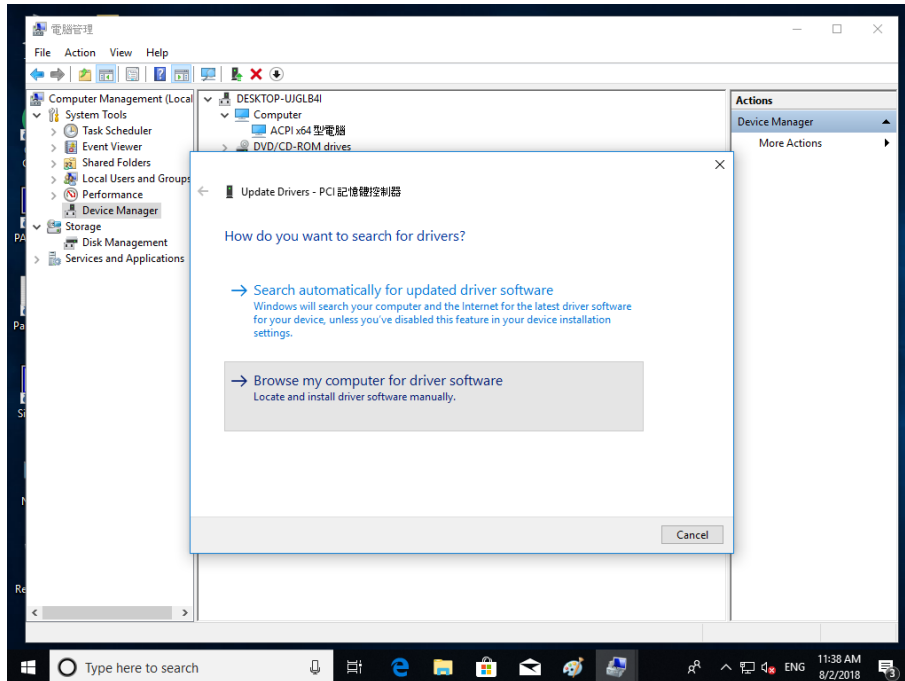 電腦管理
File Action View Help
Computer Management (Local
System Tools
Task Scheduler
Event Viewer
Shared Folders
Local Users and Groups
Performance
Device Manager
Storage
Disk Management
Services and Applications
DESKTOP-UJGLB4I
Computer
ACPI x64 型電腦
DVD/CD-ROM drives
Actions
Device Manager
More Actions
Update Drivers - PCI 記憶體控制器
How do you want to search for drivers?
Search automatically for updated driver software
Windows will search your computer and the Internet for the latest driver software
for your device, unless you've disabled this feature in your device installation
settings.
Browse my computer for driver software
Locate and install driver software manually.
Cancel
PA
Pa
Si
Re
Type here to search
ENG
11:38 AM
8/2/2018
3